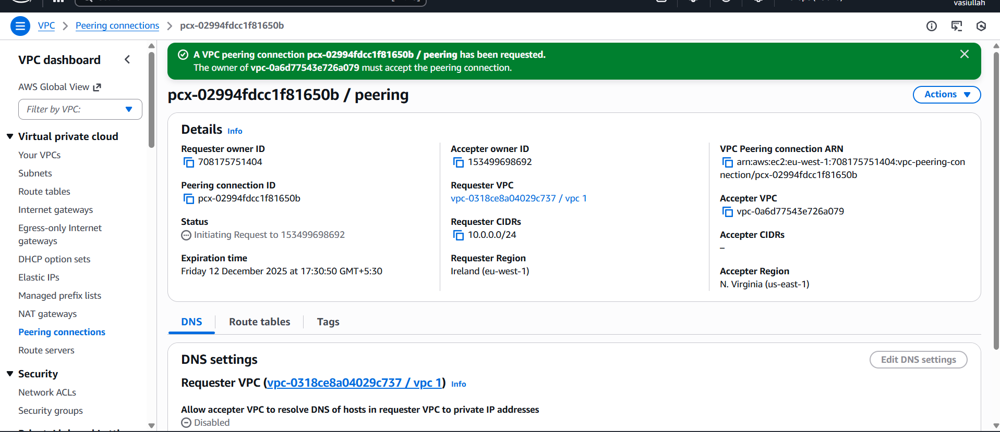 vasiullah
VPC
Peering connections
pcx-02994fdcc1f81650b
VPC dashboard
AWS Global View
Filter by VPC:
Virtual private cloud
Your VPCs
Subnets
Route tables
Internet gateways
Egress-only Internet
gateways
DHCP option sets
Elastic IPs
Managed prefix lists
NAT gateways
Peering connections
Route servers
Security
Network ACLs
Security groups
A VPC peering connection pcx-02994fdcc1f81650b / peering has been requested.
The owner of vpc-0a6d77543e726a079 must accept the peering connection.
pcx-02994fdcc1f81650b / peering
Actions
Details Info
Requester owner ID
708175751404
Peering connection ID
pcx-02994fdcc1f81650b
Status
Initiating Request to 153499698692
Expiration time
Friday 12 December 2025 at 17:30:50 GMT+5:30
Accepter owner ID
153499698692
Requester VPC
vpc-0318ce8a04029c737 / vpc 1
Requester CIDRs
10.0.0.0/24
Requester Region
Ireland (eu-west-1)
VPC Peering connection ARN
arn:aws:ec2:eu-west-1:708175751404:vpc-peering-con
nection/pcx-02994fdcc1f81650b
Accepter VPC
vpc-0a6d77543e726a079
Accepter CIDRs
–
Accepter Region
N. Virginia (us-east-1)
DNS
Route tables
Tags
DNS settings
Edit DNS settings
Requester VPC (vpc-0318ce8a04029c737 / vpc 1) Info
Allow accepter VPC to resolve DNS of hosts in requester VPC to private IP addresses
Disabled